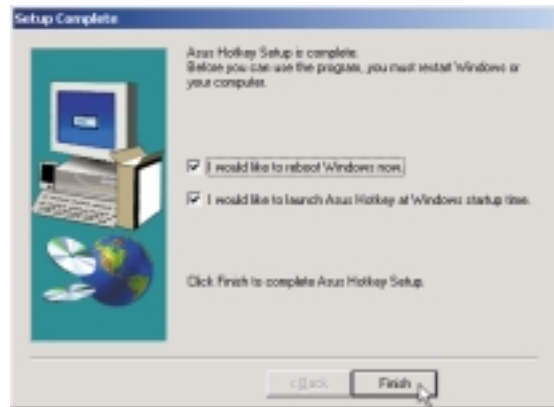 Setup Complete
Asus Hotkey Setup is complete.
Before you can use the program, you must restart Windows or
your computer.
I would like to reboot Windows now.
I would like to launch Asus Hotkey at Windows startup time.
Click Finish to complete Asus Hotkey Setup.
< Back
Finish